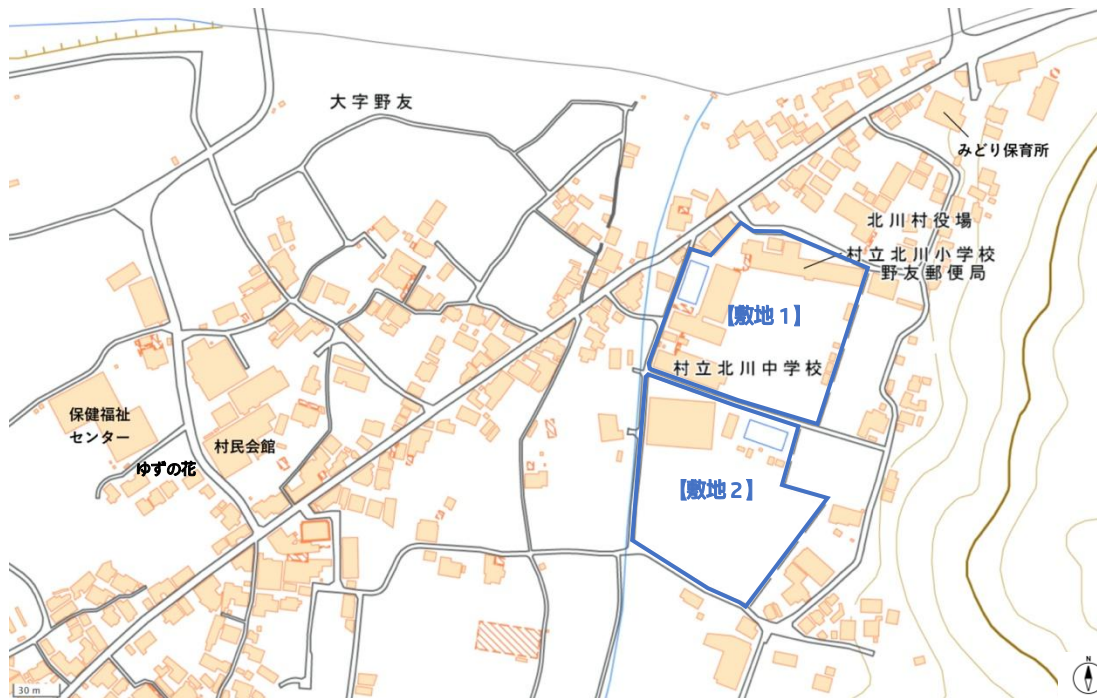 大字野友
みどり保育所
北川村役場
村立北川小学校
野友郵便局
【敷地1】
村立北川中学校
保健福祉
センター
村民会館
ゆずの花
【敷地2】
30 m
N